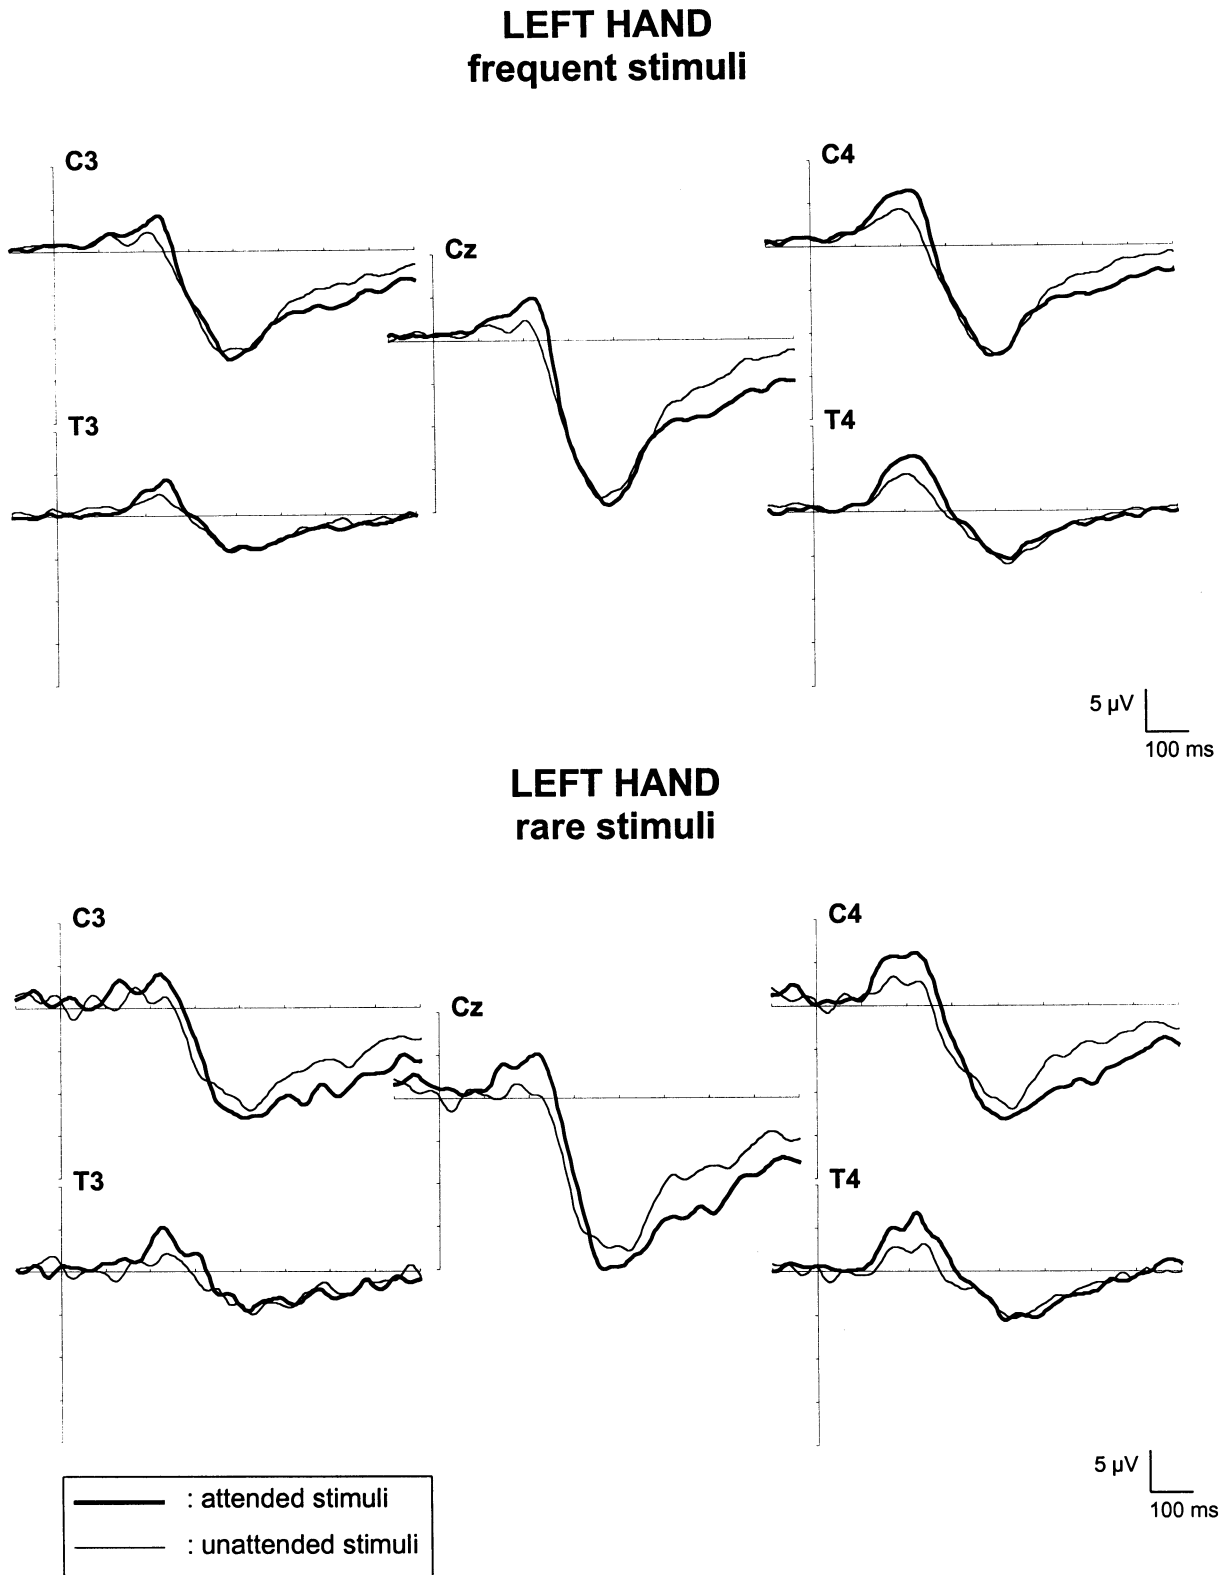 LEFT HAND
frequent stimuli
C3
C4
Cz
T3
T4
5 µV
100 ms
LEFT HAND
rare stimuli
C3
C4
Cz
T3
T4
5 µV
100 ms
: attended stimuli
: unattended stimuli